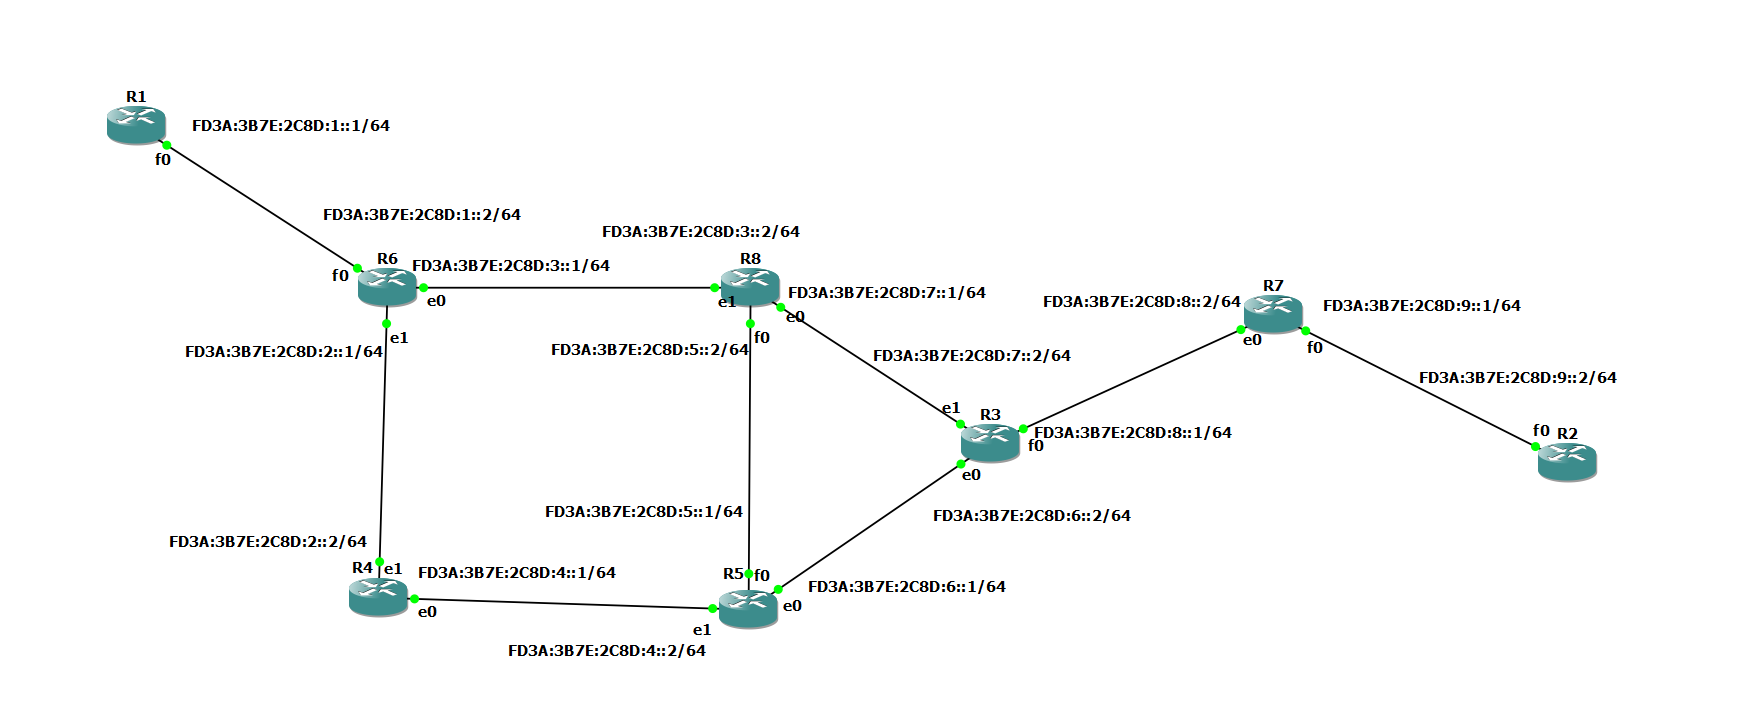 R1
FD3A:3B7E:2C8D:1::1/64
f0
FD3A:3B7E:2C8D:1::2/64
FD3A:3B7E:2C8D:3::2/64
R6
FD3A:3B7E:2C8D:3::1/64
f0
e0
e1
R8
FD3A:3B7E:2C8D:7::1/64
e1
e0
f0
R7
FD3A:3B7E:2C8D:8::2/64
FD3A:3B7E:2C8D:9::1/64
e0
f0
FD3A:3B7E:2C8D:2::1/64
FD3A:3B7E:2C8D:5::2/64
FD3A:3B7E:2C8D:7::2/64
FD3A:3B7E:2C8D:9::2/64
e1
R3
FD3A:3B7E:2C8D:8::1/64
f0
e0
f0
R2
FD3A:3B7E:2C8D:5::1/64
FD3A:3B7E:2C8D:6::2/64
FD3A:3B7E:2C8D:2::2/64
R4
e1
FD3A:3B7E:2C8D:4::1/64
e0
R5
f0
FD3A:3B7E:2C8D:6::1/64
e0
e1
FD3A:3B7E:2C8D:4::2/64